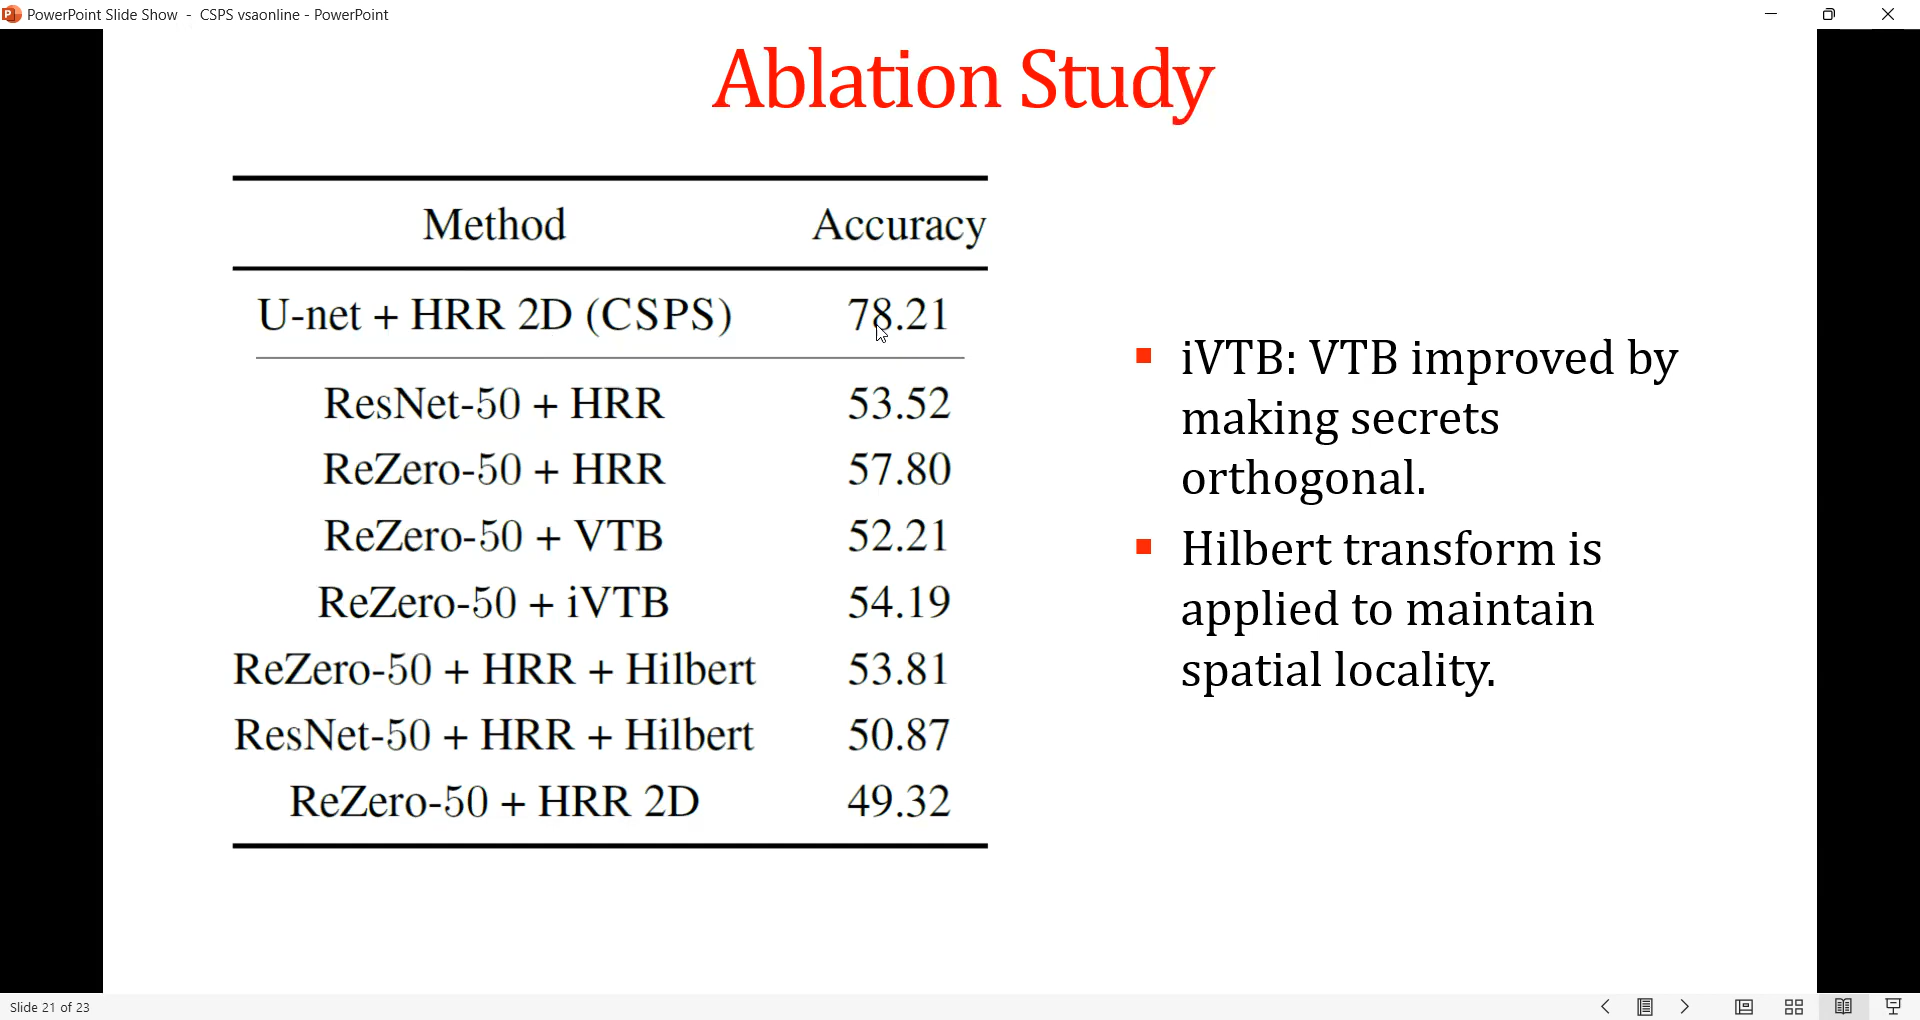 PowerPoint Slide Show - CSPS vsaonline - PowerPoint
Ablation Study
Method Accuracy
U-net + HRR 2D (CSPS) 78.21
ResNet-50 + HRR 53.52
ReZero-50 + HRR 57.80
ReZero-50 + VTB 52.21
ReZero-50 + iVTB 54.19
ReZero-50 + HRR + Hilbert 53.81
ResNet-50 + HRR + Hilbert 50.87
ReZero-50 + HRR 2D 49.32
▪ iVTB: VTB improved by
making secrets
orthogonal.
▪ Hilbert transform is
applied to maintain
spatial locality.
Slide 21 of 23